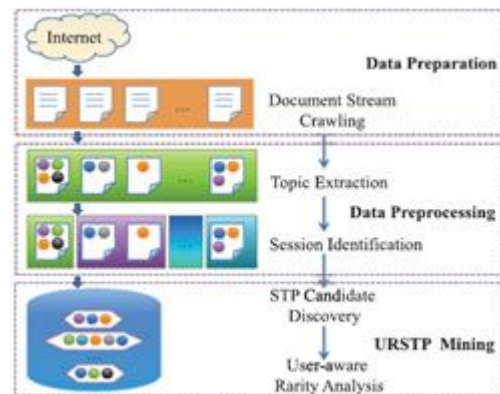 Internet
Data Preparation
...
Document Stream
Crawling
...
Topic Extraction
Data Preprocessing
...
Session Identification
STP Candidate
Discovery
...
URSTP Mining
User-aware
Rarity Analysis